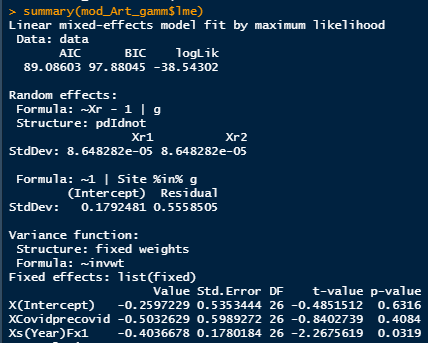 > summary(mod_Art_gamm$lme)
Linear mixed-effects model fit by maximum likelihood
 Data: data
       AIC      BIC    logLik
  89.08603 97.88045 -38.54302

Random effects:
 Formula: ~Xr - 1 | g
 Structure: pdIdnot
                 Xr1          Xr2
StdDev: 8.648282e-05 8.648282e-05

 Formula: ~1 | Site %in% g
        (Intercept)  Residual
StdDev:   0.1792481 0.5558505

Variance function:
 Structure: fixed weights
 Formula: ~invwt
Fixed effects: list(fixed)
                     Value Std.Error DF    t-value p-value
X(Intercept)    -0.2597229 0.5353444 26 -0.4851512  0.6316
XCovidprecovid  -0.5032629 0.5989272 26 -0.8402739  0.4084
Xs(Year)Fx1     -0.4036678 0.1780184 26 -2.2675619  0.0319